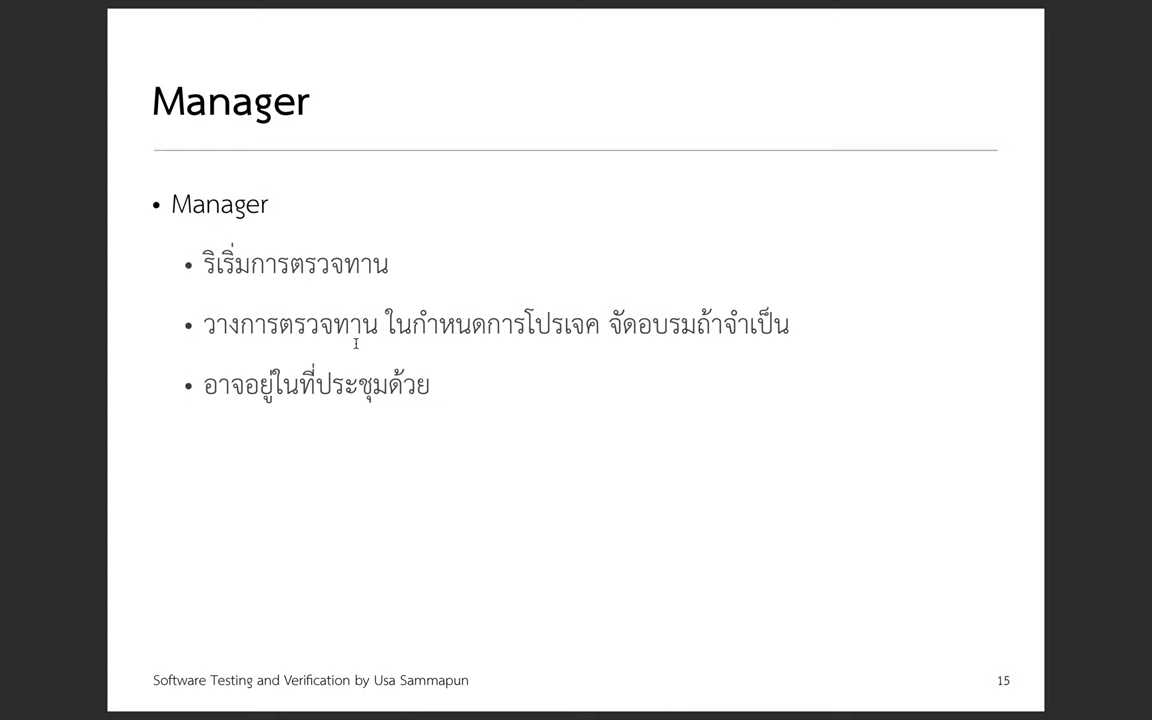 Manager
• Manager
• ริเริ่มการตรวจทาน
• วางการตรวจทาน ในกำหนดการโปรเจค จัดอบรมถ้าจำเป็น
• อาจอยู่ในที่ประชุมด้วย
Software Testing and Verification by Usa Sammapun
15